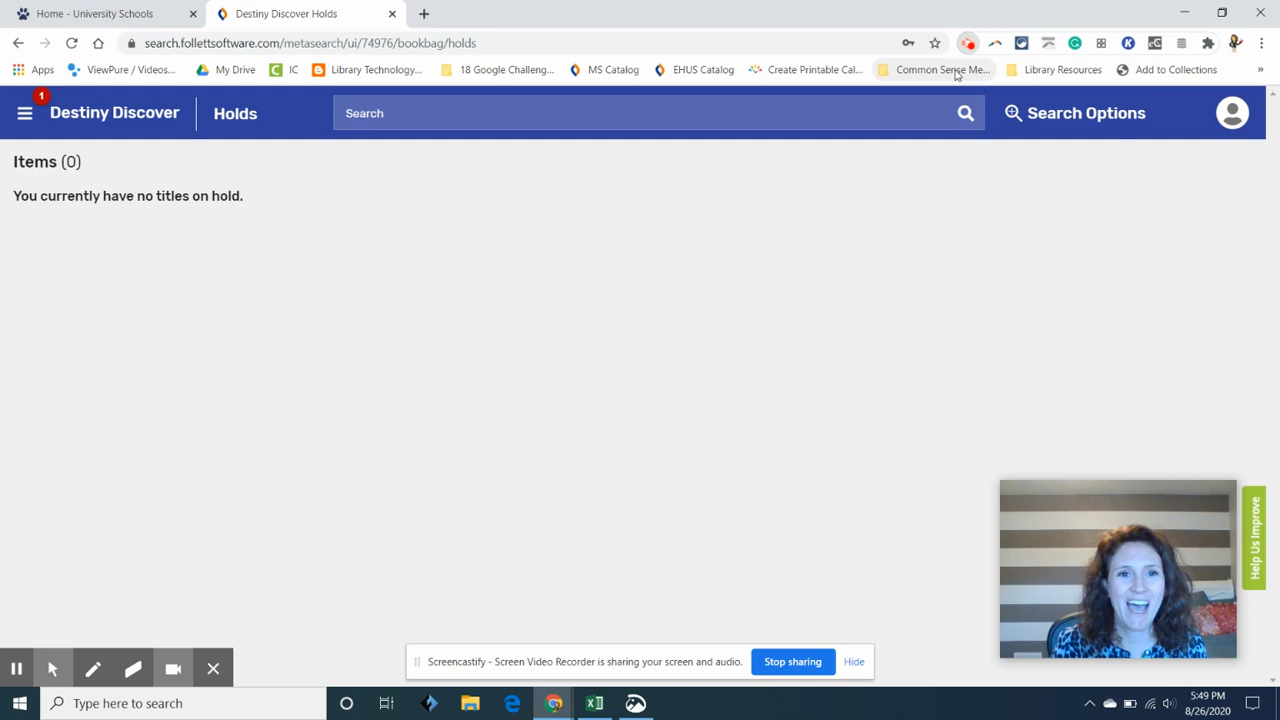 Home - University Schools
Destiny Discover Holds
search.follettsoftware.com/metasearch/ui/74976/bookbag/holds
Apps
ViewPure / Videos...
My Drive
IC
Library Technology...
18 Google Challeng...
MS Catalog
EHUS Catalog
Create Printable Cal...
Common Sense Me...
Library Resources
Add to Collections
1
Destiny Discover
Holds
Search
Search Options
Items (0)
You currently have no titles on hold.
Help Us Improve
Screencastify - Screen Video Recorder is sharing your screen and audio.
Stop sharing
Hide
Type here to search
5:49 PM
8/26/2020